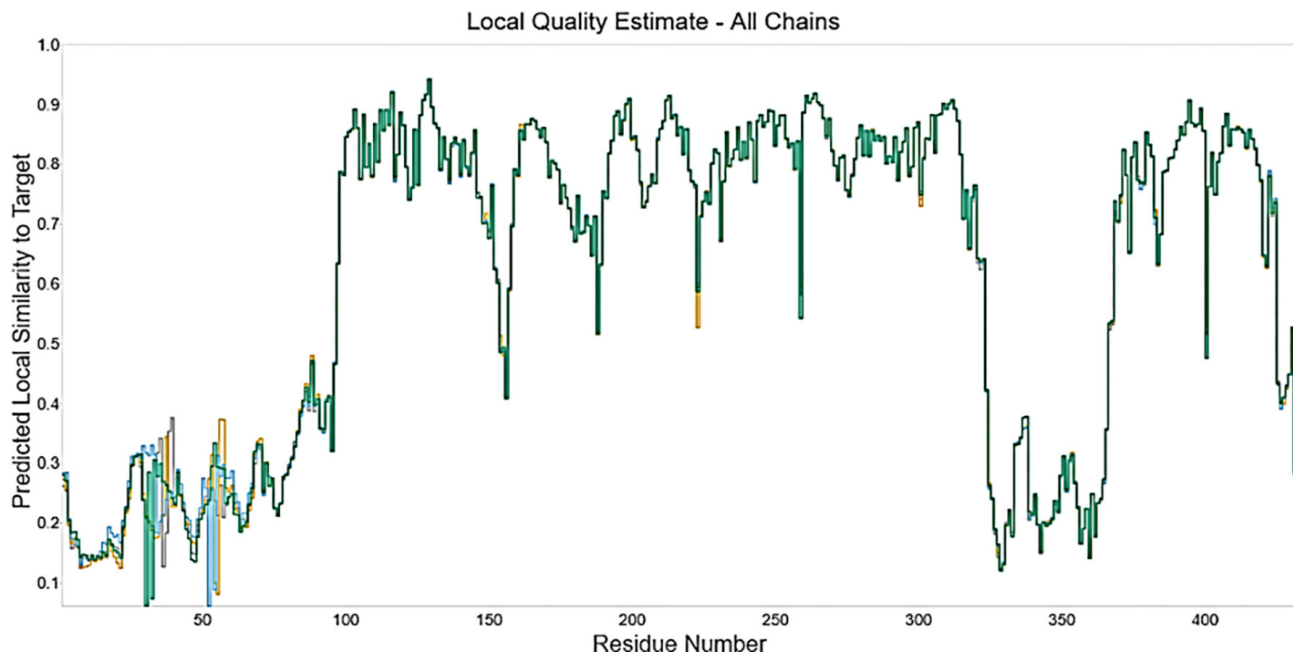 Local Quality Estimate - All Chains
Predicted Local Similarity to Target
1.0
0.9
0.8
0.7
0.6
0.5
0.4
0.3
0.2
0.1
50 100 150 200 250 300 350 400
Residue Number